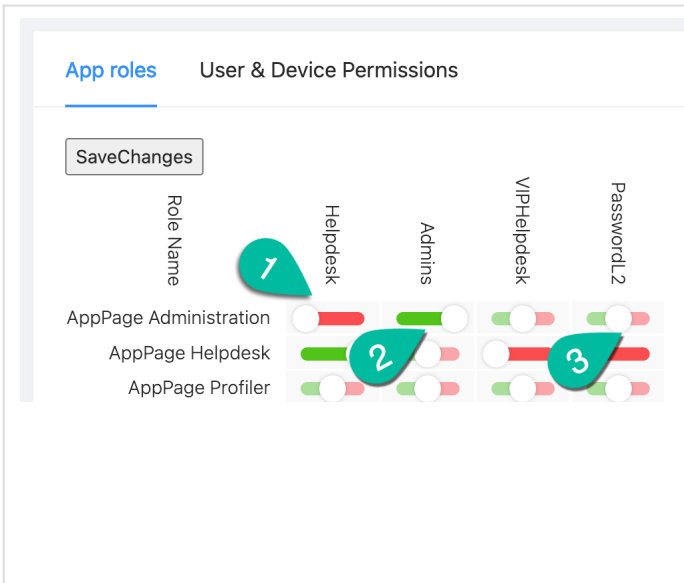 App roles User & Device Permissions
SaveChanges
Role Name Helpdesk Admins VIPHelpdesk PasswordL2
1
AppPage Administration
2 3
AppPage Helpdesk
AppPage Profiler